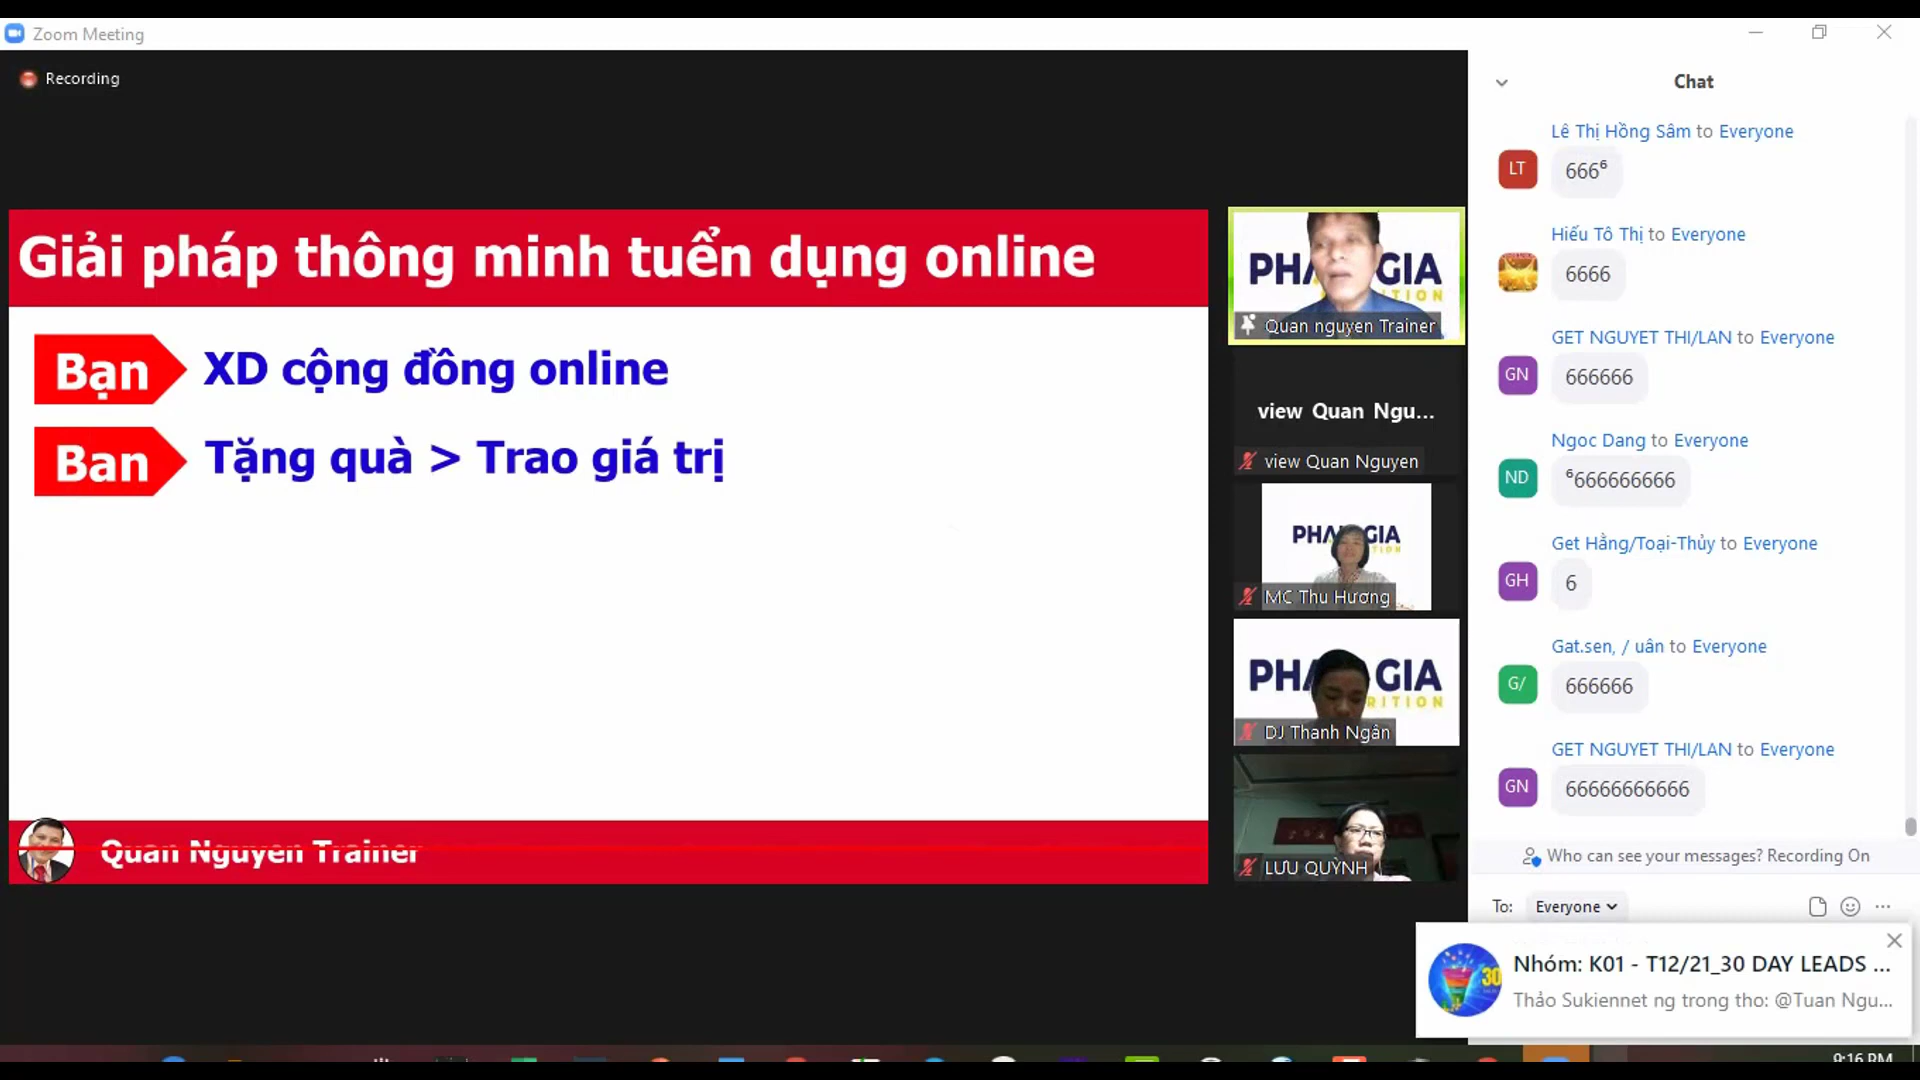 Zoom Meeting
Recording
Giải pháp thông minh tuển dụng online
Bạn
XD cộng đồng online
Bạn
Tặng quà > Trao giá trị
Quan Nguyen Trainer
Quan nguyen Trainer
view Quan Ngu...
view Quan Nguyen
PHA GIA
MC Thu Hương
PHA GIA
DJ Thanh Ngân
LƯU QUỲNH
Chat
Lê Thị Hồng Sâm to Everyone
LT
666⁶
Hiếu Tô Thị to Everyone
6666
GET NGUYET THI/LAN to Everyone
GN
666666
Ngoc Dang to Everyone
ND
⁶666666666
Get Hằng/Toại-Thủy to Everyone
GH
6
Gat.sen, / uân to Everyone
G/
666666
GET NGUYET THI/LAN to Everyone
GN
66666666666
Who can see your messages? Recording On
To: Everyone
Nhóm: K01 - T12/21_30 DAY LEADS ...
Thảo Sukiennet ng trong tho: @Tuan Ngu...
9:16 PM